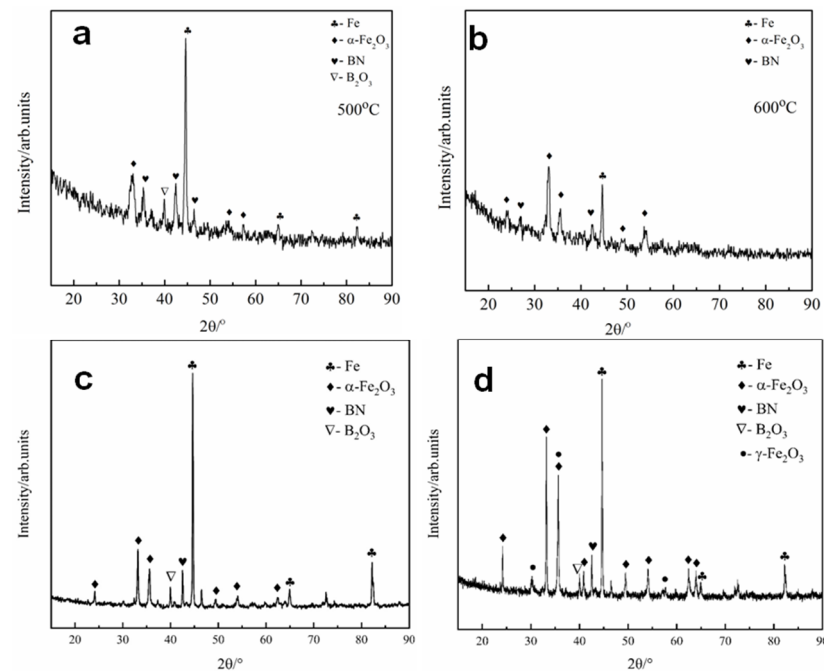 a
♣- Fe
♦- α-Fe₂O₃
♥- BN
▽- B₂O₃
500°C
Intensity/arb.units
20 30 40 50 60 70 80 90
2θ/°
b
♣- Fe
♦- α-Fe₂O₃
♥- BN
600°C
Intensity/arb.units
20 30 40 50 60 70 80 90
2θ/°
c
♣- Fe
♦- α-Fe₂O₃
♥- BN
▽- B₂O₃
Intensity/arb.units
20 30 40 50 60 70 80 90
2θ/°
d
♣- Fe
♦- α-Fe₂O₃
♥- BN
▽- B₂O₃
●- γ-Fe₂O₃
Intensity/arb.units
20 30 40 50 60 70 80 90
2θ/°